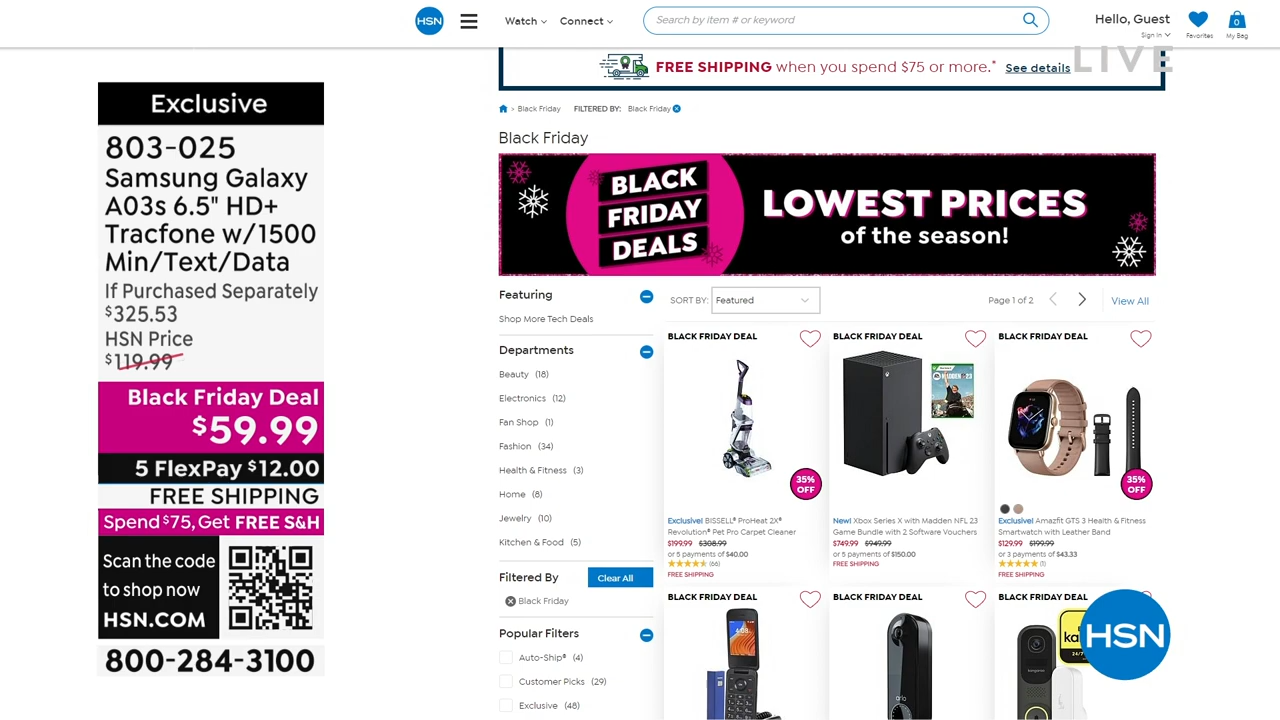 HSN
Watch
Connect
Search by item # or keyword
Hello, Guest
Sign In
Favorites
0
My Bag
LIVE
FREE SHIPPING when you spend $75 or more.* See details
Exclusive
803-025
Samsung Galaxy
A03s 6.5" HD+
Tracfone w/1500
Min/Text/Data
If Purchased Separately
$325.53
HSN Price
$119.99
Black Friday Deal
$59.99
5 FlexPay $12.00
FREE SHIPPING
Spend $75, Get FREE S&H
Scan the code
to shop now
HSN.COM
800-284-3100
> Black Friday FILTERED BY: Black Friday
Black Friday
BLACK
FRIDAY
DEALS
LOWEST PRICES
of the season!
Featuring
Shop More Tech Deals
Departments
Beauty (18)
Electronics (12)
Fan Shop (1)
Fashion (34)
Health & Fitness (3)
Home (8)
Jewelry (10)
Kitchen & Food (5)
Filtered By
Clear All
Black Friday
Popular Filters
Auto-Ship® (4)
Customer Picks (29)
Exclusive (48)
SORT BY: Featured
Page 1 of 2
View All
BLACK FRIDAY DEAL
35%
OFF
Exclusive! BISSELL® ProHeat 2X®
Revolution® Pet Pro Carpet Cleaner
$199.99 $308.99
or 5 payments of $40.00
(66)
FREE SHIPPING
BLACK FRIDAY DEAL
MADDEN 23
New! Xbox Series X with Madden NFL 23
Game Bundle with 2 Software Vouchers
$749.99 $949.99
or 5 payments of $150.00
FREE SHIPPING
BLACK FRIDAY DEAL
35%
OFF
Exclusive! Amazfit GTS 3 Health & Fitness
Smartwatch with Leather Band
$129.99 $199.99
or 3 payments of $43.33
(1)
FREE SHIPPING
BLACK FRIDAY DEAL
4:08
BLACK FRIDAY DEAL
arlo
BLACK FRIDAY DEAL
ka
24/7
HSN